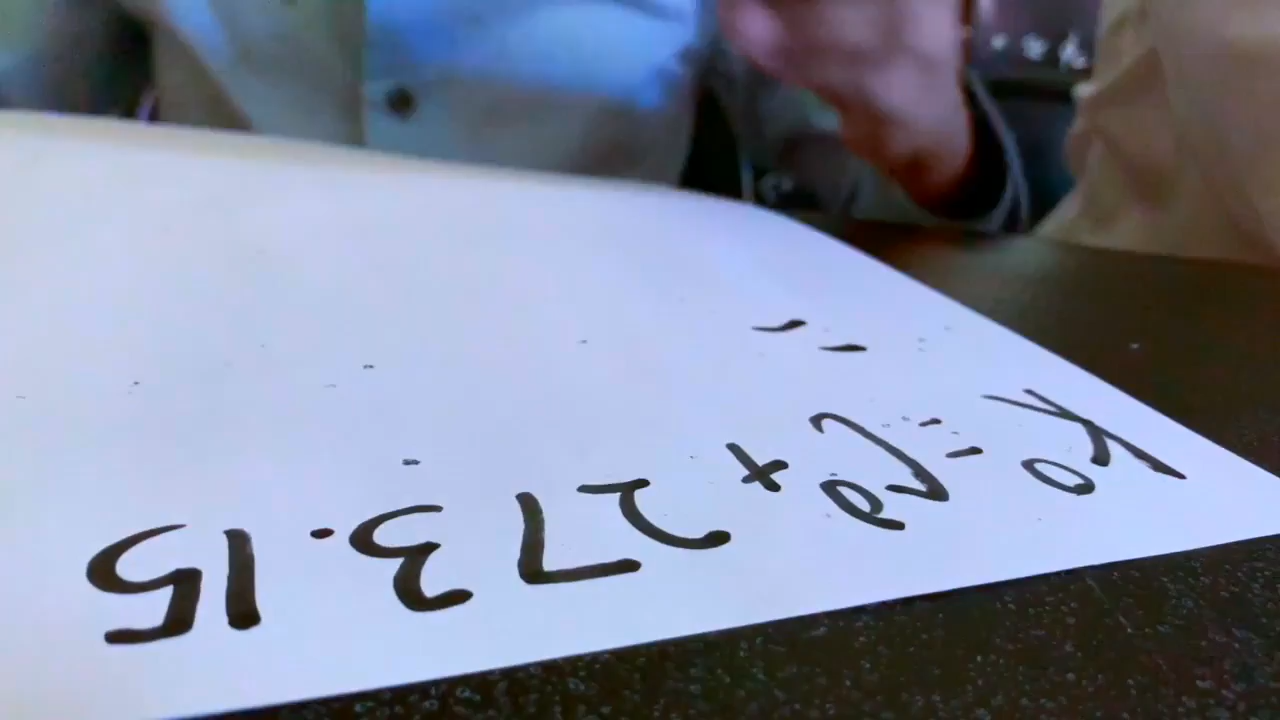 °K = °C + 273.15
=